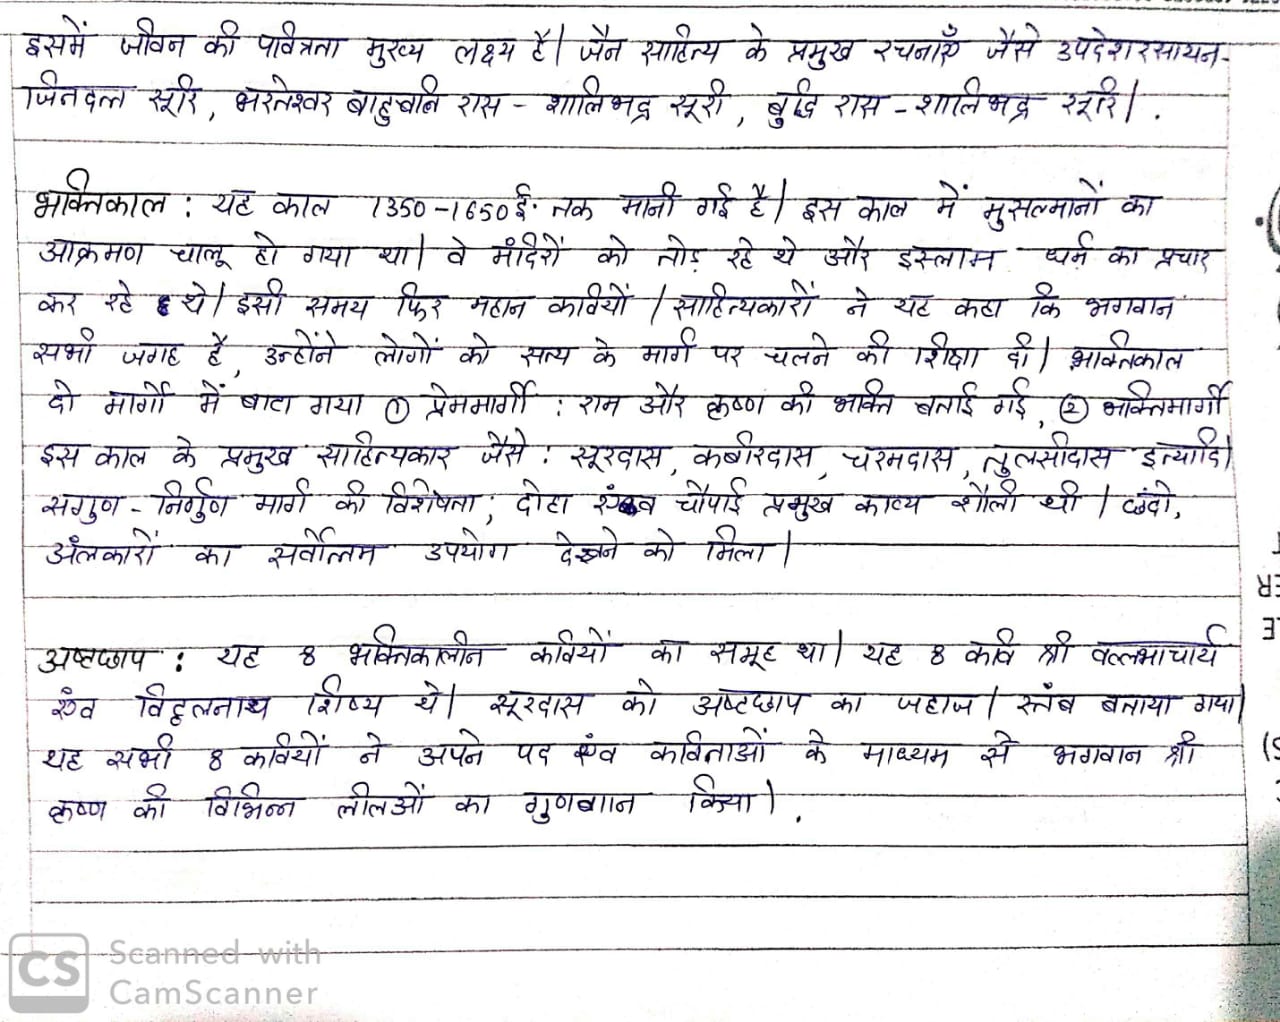 इसमें जीवन की पवित्रता मुख्य लक्ष्य है। जैन साहित्य के प्रमुख रचनाएँ जैसे उपदेशरसायन-
जिनदत्त सूरि, भरतेश्वर बाहुबलि रास - शालिभद्र सूरी, बुद्धि रास - शालिभद्र सूरि।
भक्तिकाल : यह काल 1350-1650 ई. तक मानी गई है। इस काल में मुसलमानों का
आक्रमण चालू हो गया था। वे मंदिरों को तोड़ रहे थे और इस्लाम धर्म का प्रचार
कर रहे थे। इसी समय फिर महान कवियों / साहित्यकारों ने यह कहा कि भगवान
सभी जगह है, उन्होंने लोगों को सत्य के मार्ग पर चलने की शिक्षा दी। भक्तिकाल
दो मार्गो में बाटा गया ① प्रेममार्गी : राम और कृष्ण की भक्ति बताई गई, ② भक्तिमार्गी
इस काल के प्रमुख साहित्यकार जैसे : सूरदास, कबीरदास, चरमदास, तुलसीदास इत्यादि।
सगुण - निर्गुण मार्ग की विशेषता; दोहा एंव चौपाई प्रमुख काव्य शैली थी। छंदो,
अंलकारों का सर्वोत्तम उपयोग देखने को मिला।
अष्टछाप : यह 8 भक्तिकालीन कवियों का समूह था। यह 8 कवि श्री वल्लभाचार्य
एंव विट्ठलनाथ शिष्य थे। सूरदास को अष्टछाप का जहाज / स्तंब बताया गया।
यह सभी 8 कवियों ने अपने पद एंव कविताओं के माध्यम से भगवान श्री
कृष्ण की विभिन्न लीलओं का किया।
CS Scanned with
CamScanner